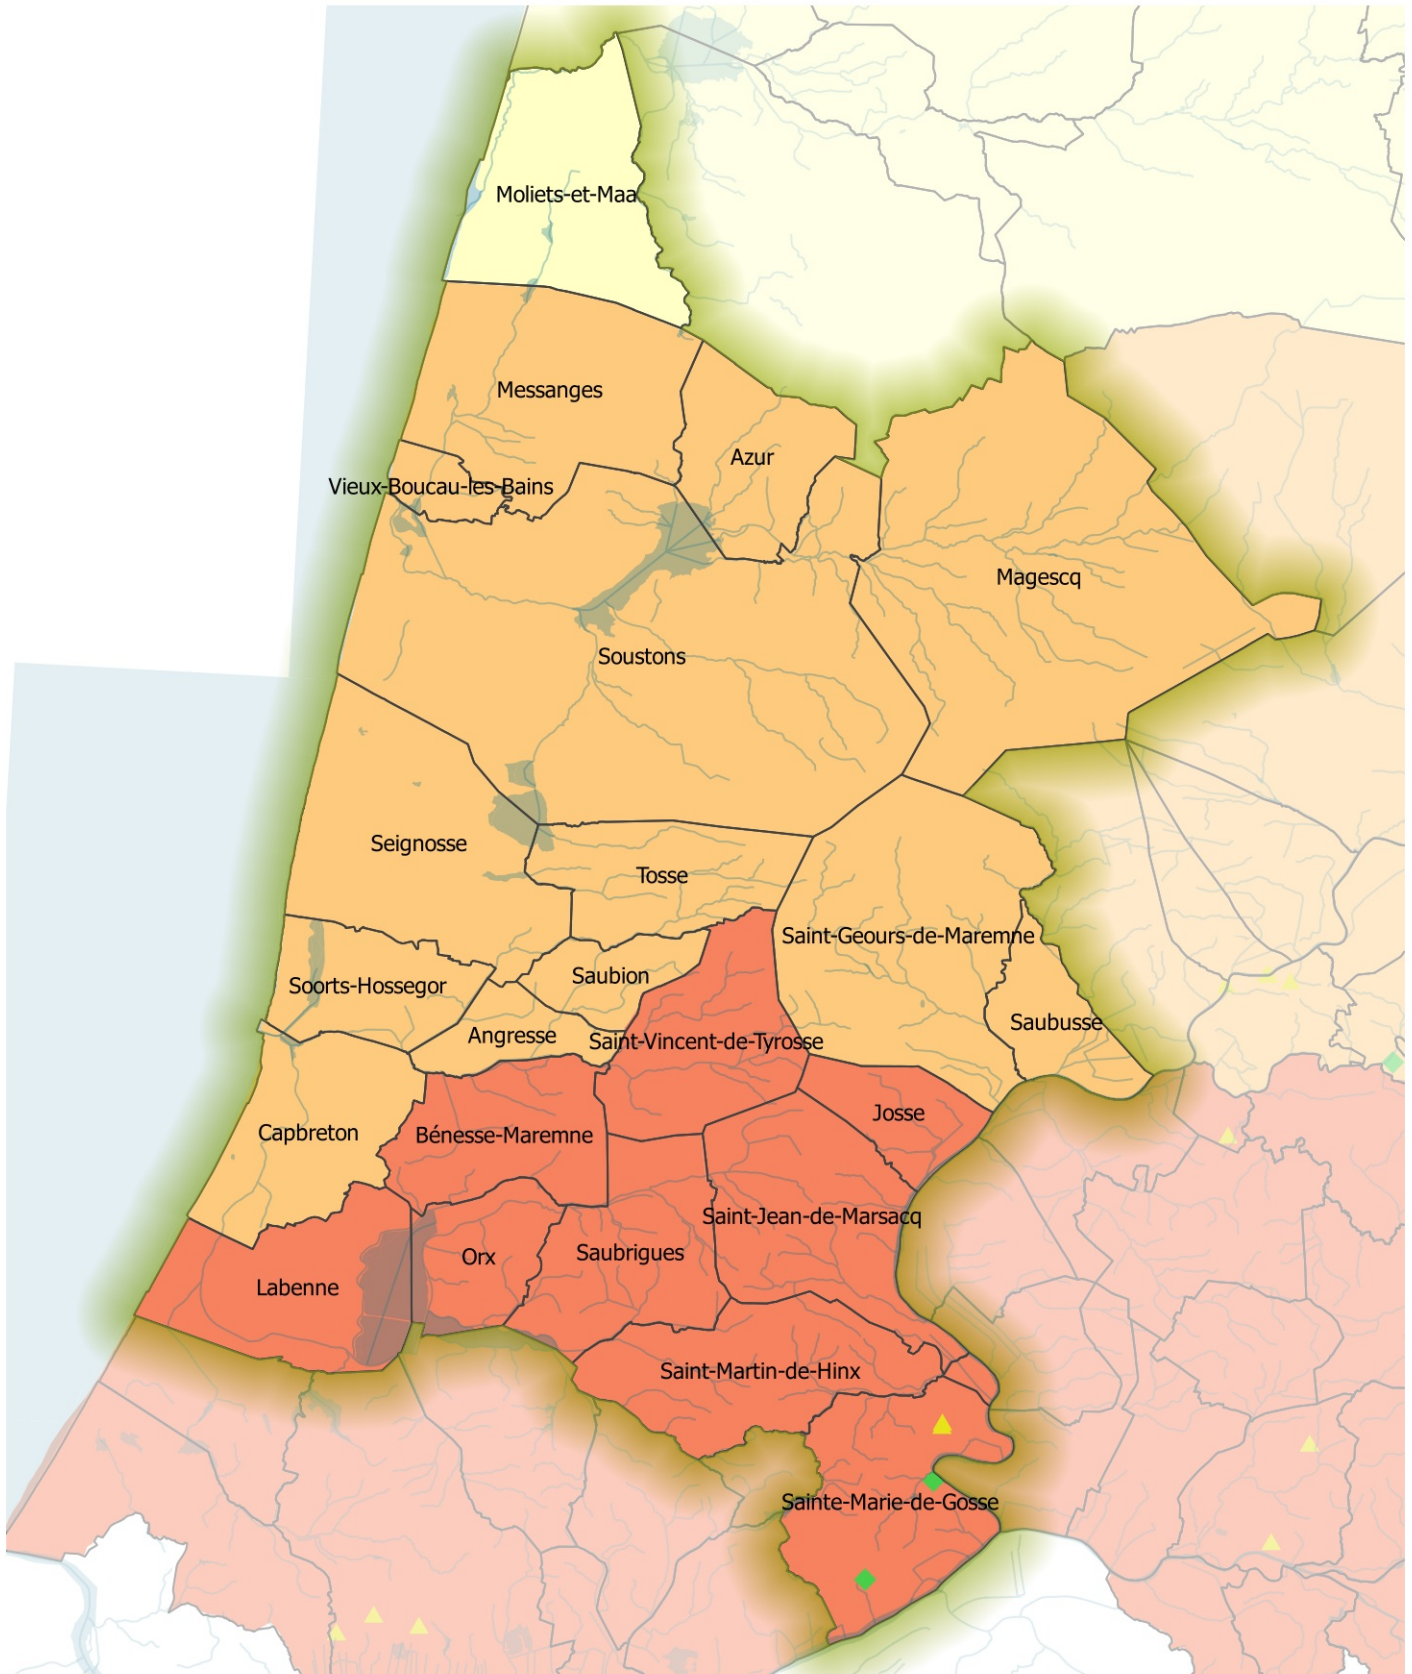 Moliets-et-Maa
Messanges
Azur
Vieux-Boucau-les-Bains
Magescq
Soustons
Seignosse
Tosse
Saint-Geours-de-Maremne
Saubion
Soorts-Hossegor
Saubusse
Angresse
Saint-Vincent-de-Tyrosse
Josse
Capbreton
Bénesse-Maremne
Saint-Jean-de-Marsacq
Saubrigues
Orx
Labenne
Saint-Martin-de-Hinx
Sainte-Marie-de-Gosse